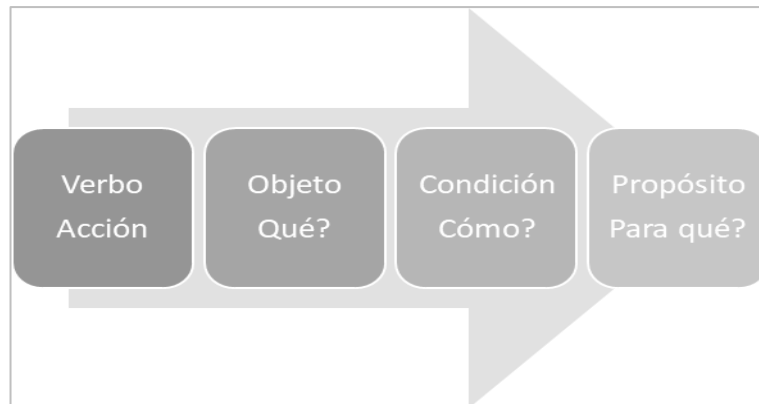 Verbo
Acción
Objeto
Qué?
Condición
Cómo?
Propósito
Para qué?